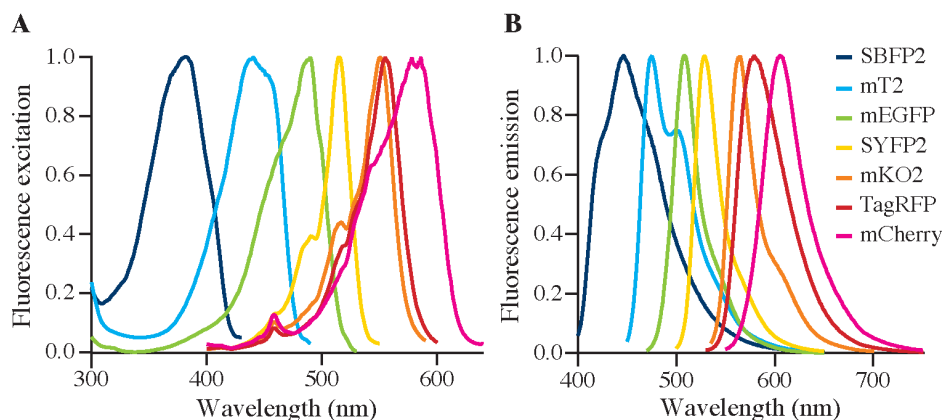 A
Fluorescence excitation
1.0
0.8
0.6
0.4
0.2
0.0
300
400
500
600
Wavelength (nm)
B
Fluorescence emission
1.0
0.8
0.6
0.4
0.2
0.0
400
500
600
700
Wavelength (nm)
SBFP2
mT2
mEGFP
SYFP2
mKO2
TagRFP
mCherry